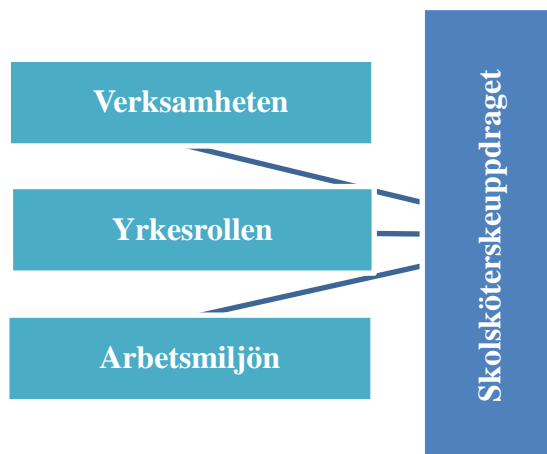 Verksamheten
Yrkesrollen
Arbetsmiljön
Skolsköterskeuppdraget